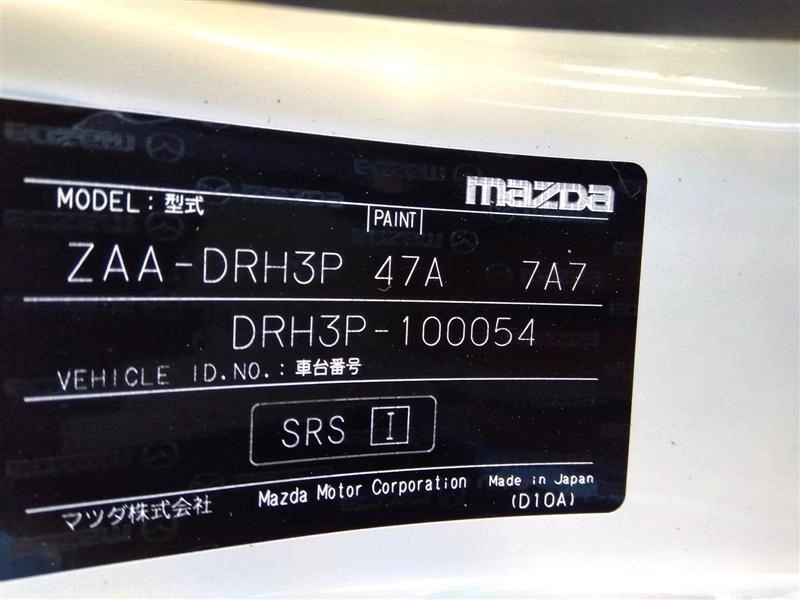 mazda
MODEL：型式
PAINT
ZAA-DRH3P 47A 7A7
DRH3P-100054
VEHICLE ID.NO.：車台番号
SRS I
マツダ株式会社 Mazda Motor Corporation Made in Japan
(D10A)